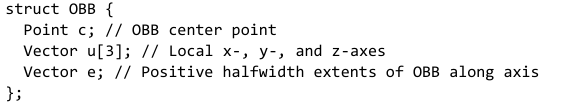 struct OBB {
Point c; // OBB center point
Vector u[3]; // Local x-, y-, and z-axes
Vector e; // Positive halfwidth extents of OBB along axis
};